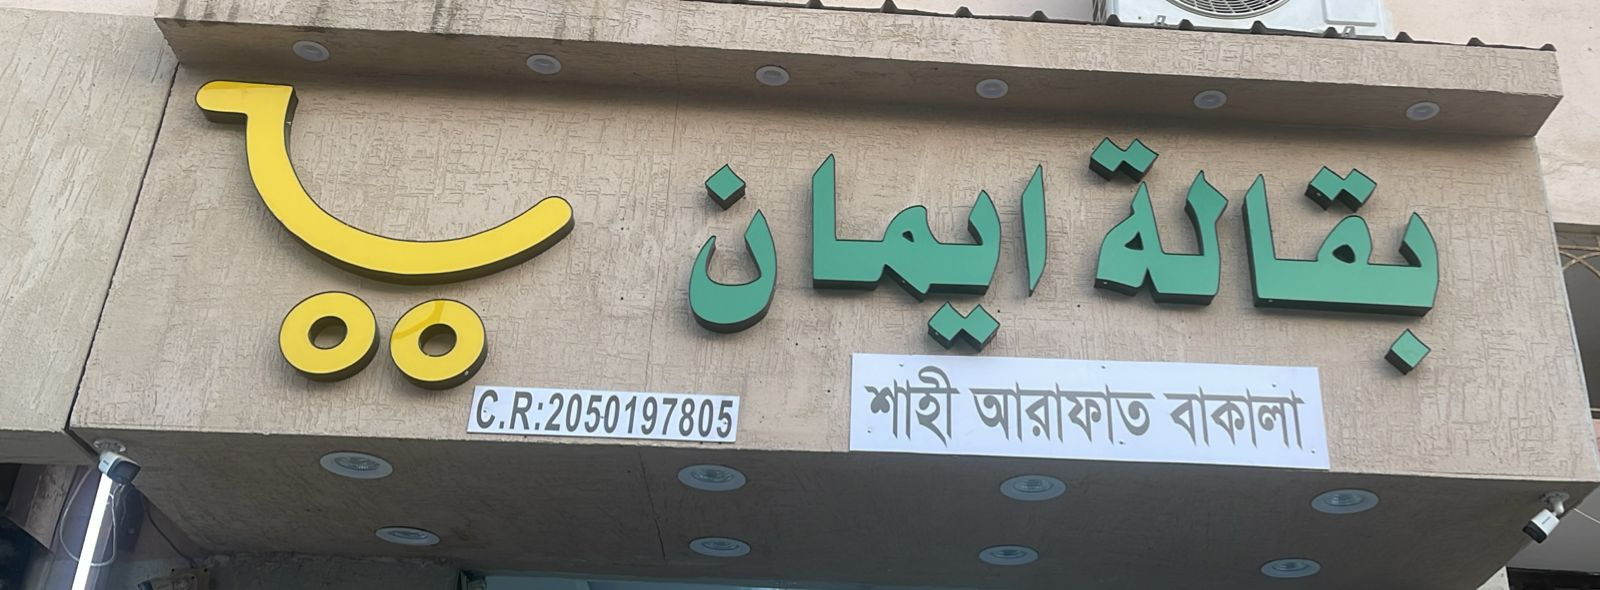 بقالة ايمان
C.R:2050197805
শাহী আরাফাত বাকালা